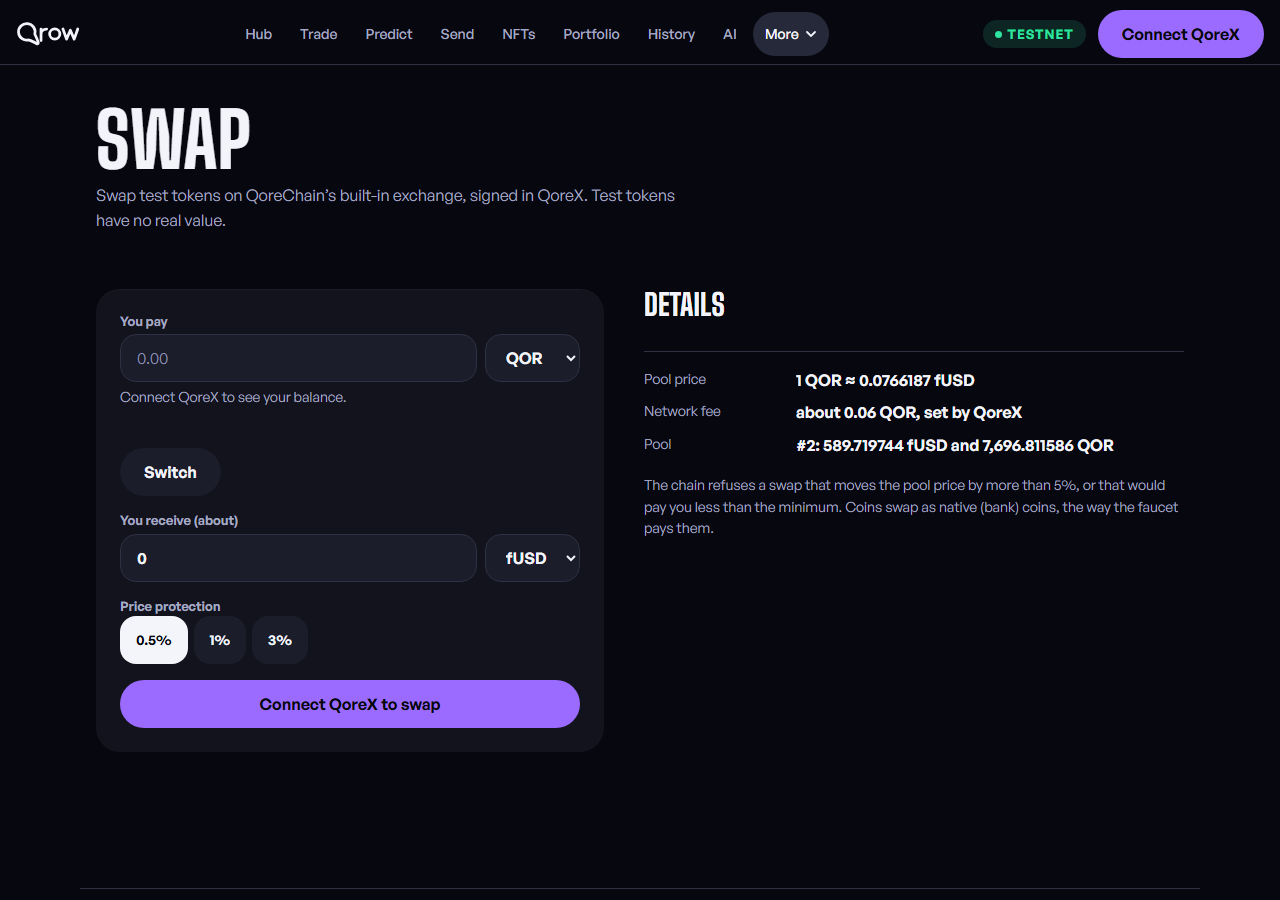 Qrow
Hub
Trade
Predict
Send
NFTs
Portfolio
History
AI
More
TESTNET
Connect QoreX
SWAP
Swap test tokens on QoreChain’s built-in exchange, signed in QoreX. Test tokens
have no real value.
You pay
0.00
QOR
Connect QoreX to see your balance.
Switch
You receive (about)
0
fUSD
Price protection
0.5%
1%
3%
Connect QoreX to swap
DETAILS
Pool price
1 QOR ≈ 0.0766187 fUSD
Network fee
about 0.06 QOR, set by QoreX
Pool
#2: 589.719744 fUSD and 7,696.811586 QOR
The chain refuses a swap that moves the pool price by more than 5%, or that would
pay you less than the minimum. Coins swap as native (bank) coins, the way the faucet
pays them.